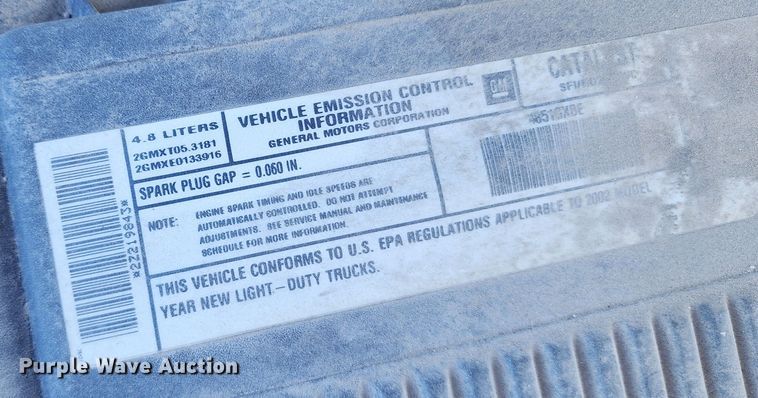 4.8 LITERS
2GMXT05.3181
2GMXE0133916
VEHICLE EMISSION CONTROL
INFORMATION
GENERAL MOTORS CORPORATION
GM
SPARK PLUG GAP = 0.060 IN.
NOTE: ENGINE SPARK TIMING AND IDLE SPEEDS ARE
AUTOMATICALLY CONTROLLED. DO NOT ATTEMPT
ADJUSTMENTS. SEE SERVICE MANUAL AND MAINTENANCE
SCHEDULE FOR MORE INFORMATION.
THIS VEHICLE CONFORMS TO U.S. EPA REGULATIONS APPLICABLE TO 2002 MODEL
YEAR NEW LIGHT-DUTY TRUCKS.
*22219843*
Purple Wave Auction